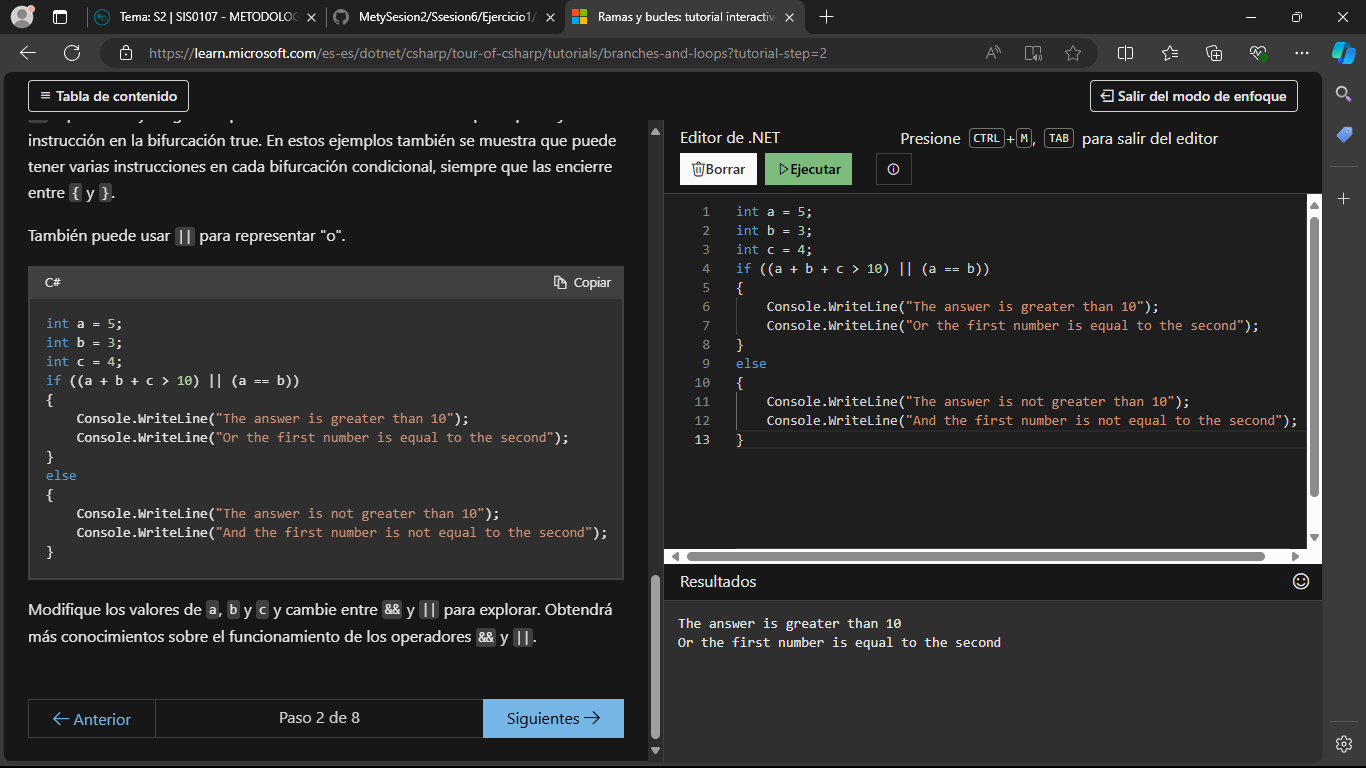 Tema: S2 | SIS0107 - METODOLOG
MetySesion2/Ssesion6/Ejercicio1/
Ramas y bucles: tutorial interactiv
https://learn.microsoft.com/es-es/dotnet/csharp/tour-of-csharp/tutorials/branches-and-loops?tutorial-step=2
Tabla de contenido
Salir del modo de enfoque
instrucción en la bifurcación true. En estos ejemplos también se muestra que puede
tener varias instrucciones en cada bifurcación condicional, siempre que las encierre
entre { y }.
También puede usar || para representar "o".
C#
Copiar
int a = 5;
int b = 3;
int c = 4;
if ((a + b + c > 10) || (a == b))
{
    Console.WriteLine("The answer is greater than 10");
    Console.WriteLine("Or the first number is equal to the second");
}
else
{
    Console.WriteLine("The answer is not greater than 10");
    Console.WriteLine("And the first number is not equal to the second");
}
Modifique los valores de a, b y c y cambie entre && y || para explorar. Obtendrá
más conocimientos sobre el funcionamiento de los operadores && y ||.
Anterior
Paso 2 de 8
Siguientes
Editor de .NET
Presione CTRL+M, TAB para salir del editor
Borrar
Ejecutar
1 int a = 5;
2 int b = 3;
3 int c = 4;
4 if ((a + b + c > 10) || (a == b))
5 {
6     Console.WriteLine("The answer is greater than 10");
7     Console.WriteLine("Or the first number is equal to the second");
8 }
9 else
10 {
11     Console.WriteLine("The answer is not greater than 10");
12     Console.WriteLine("And the first number is not equal to the second");
13 }
Resultados
The answer is greater than 10
Or the first number is equal to the second